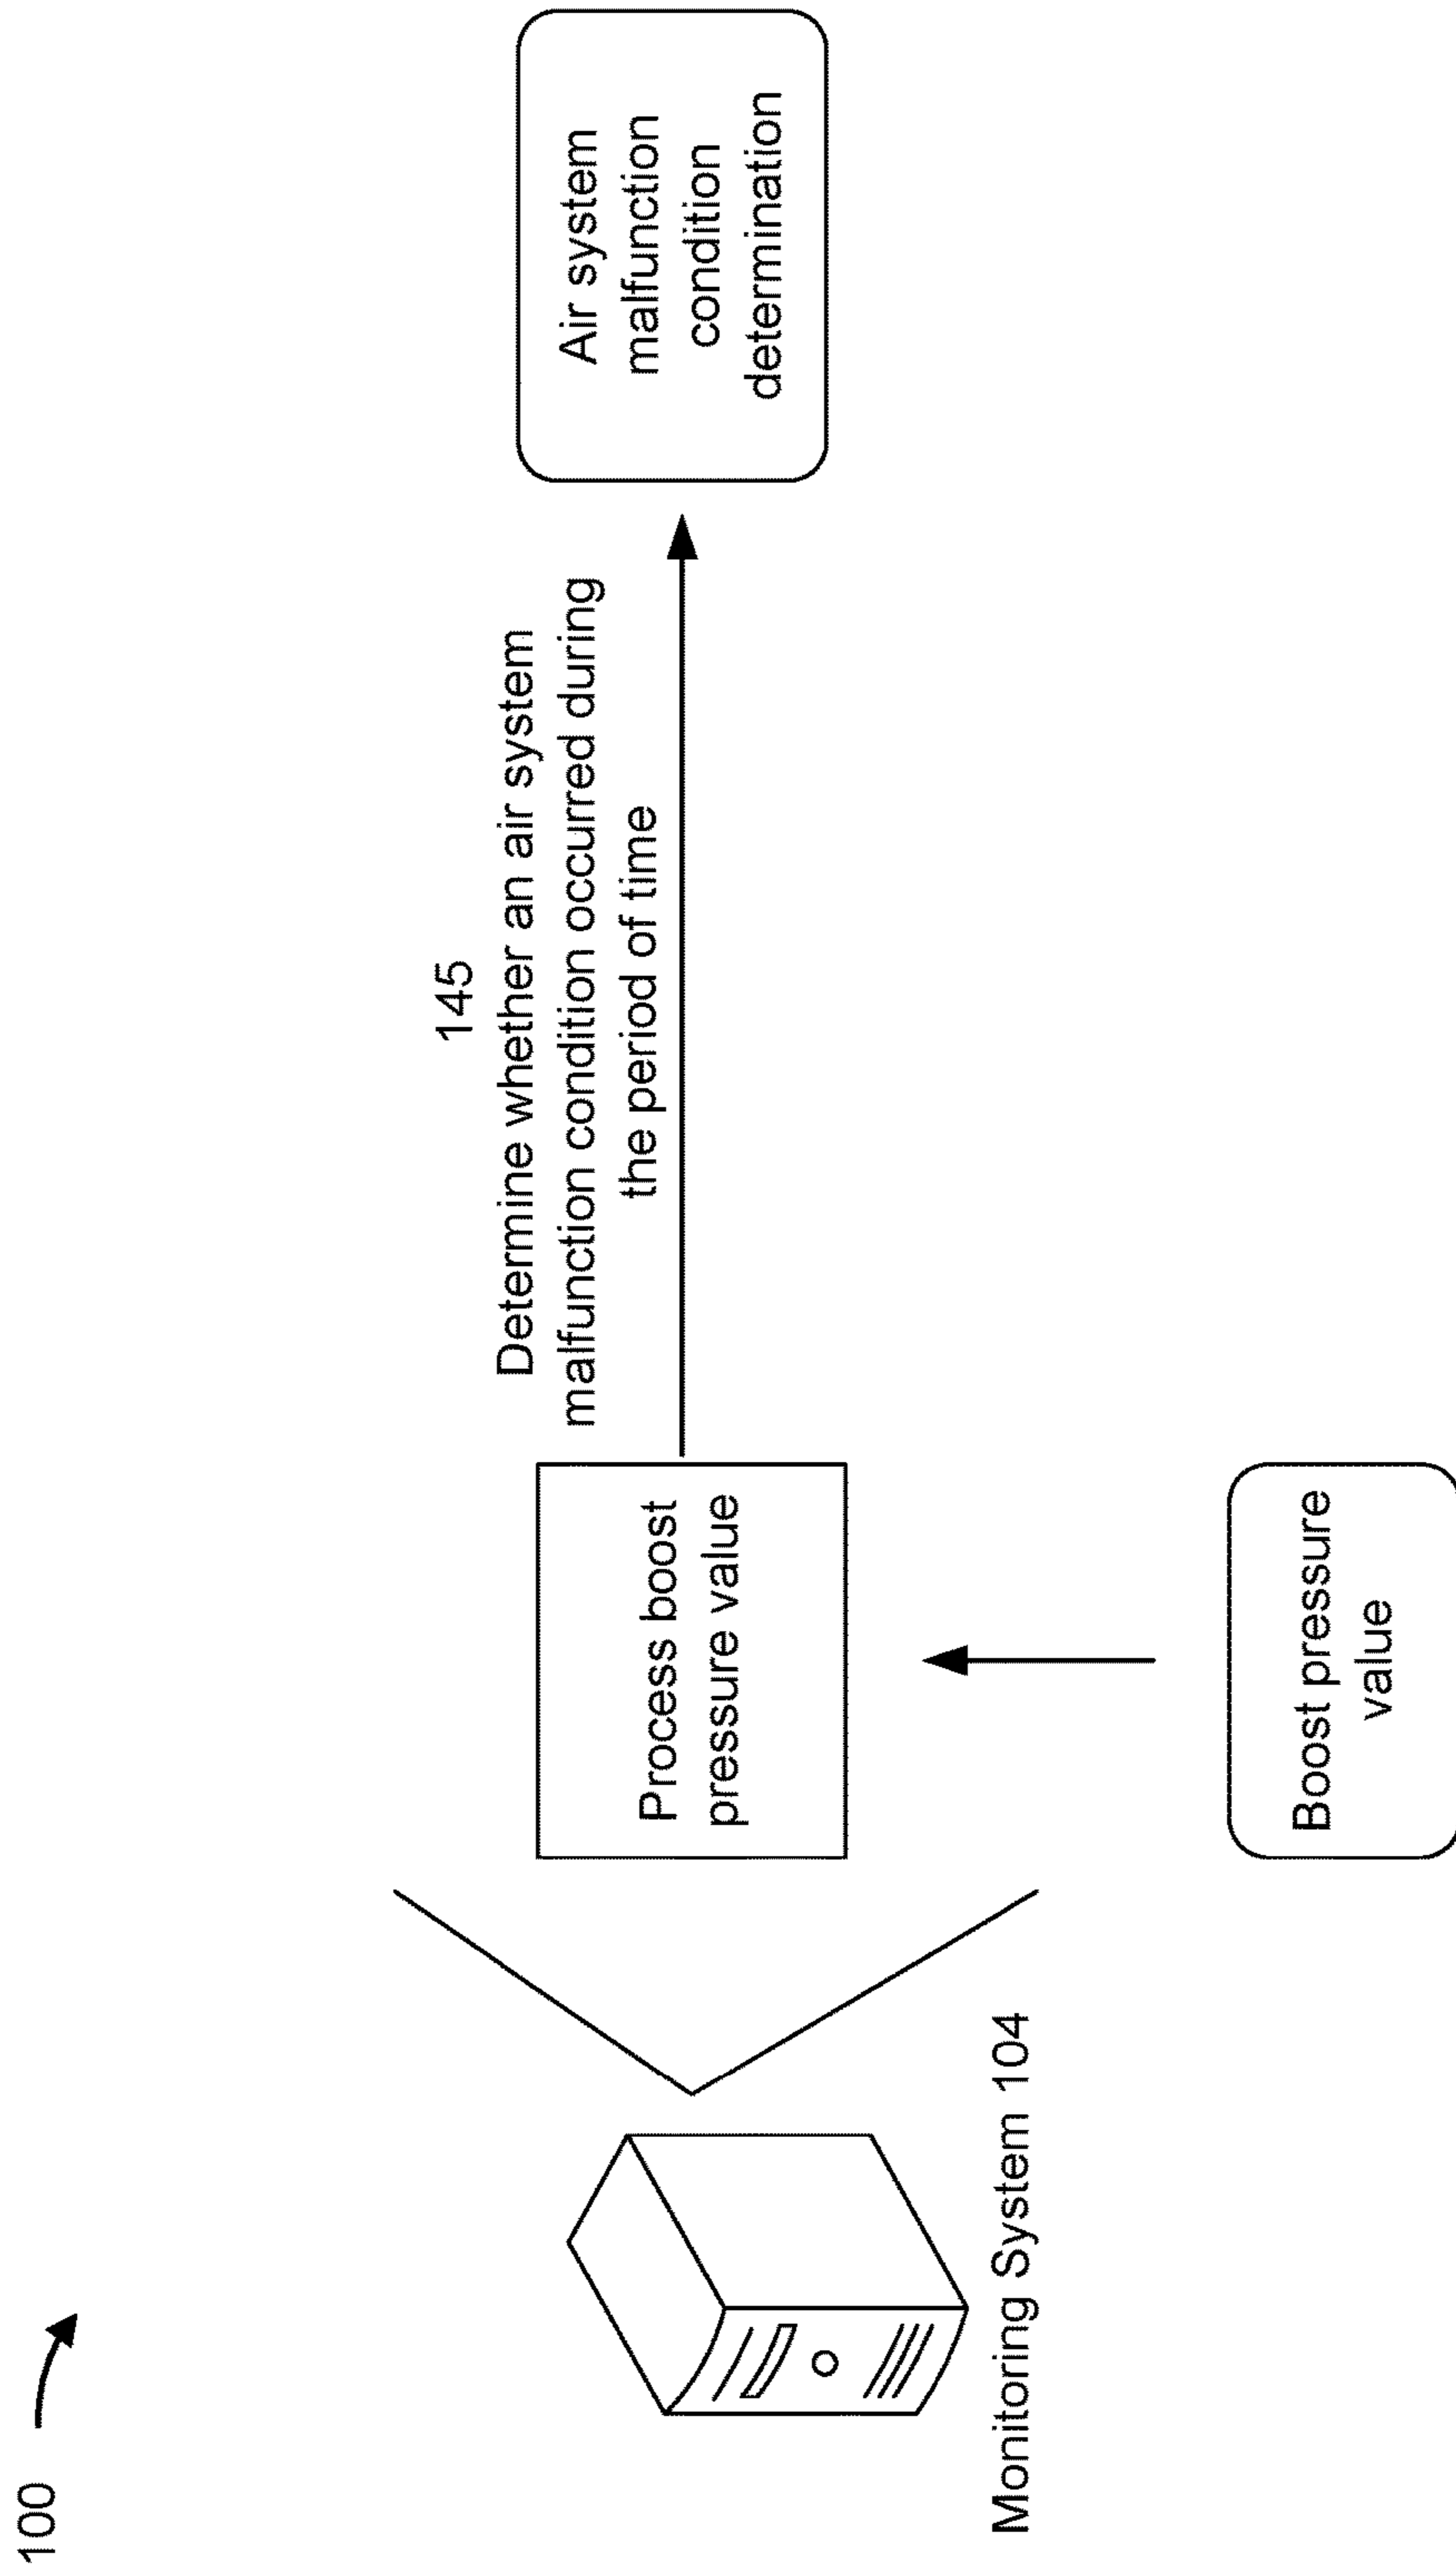 100
145
Determine whether an air system
malfunction condition occurred during
the period of time
Process boost
pressure value
Air system
malfunction
condition
determination
Monitoring System 104
Boost pressure
value